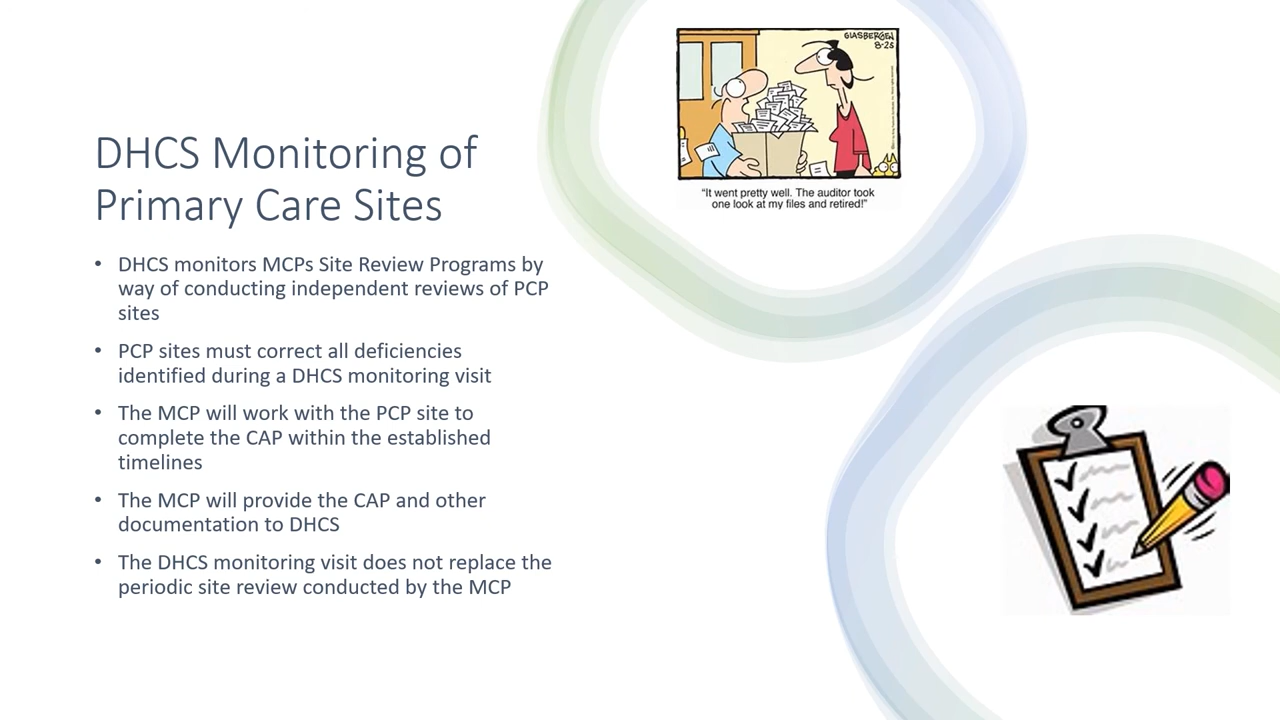 DHCS Monitoring of
Primary Care Sites
• DHCS monitors MCPs Site Review Programs by
way of conducting independent reviews of PCP
sites
• PCP sites must correct all deficiencies
identified during a DHCS monitoring visit
• The MCP will work with the PCP site to
complete the CAP within the established
timelines
• The MCP will provide the CAP and other
documentation to DHCS
• The DHCS monitoring visit does not replace the
periodic site review conducted by the MCP
GLASBERGEN
8-28
"It went pretty well. The auditor took
one look at my files and retired!"